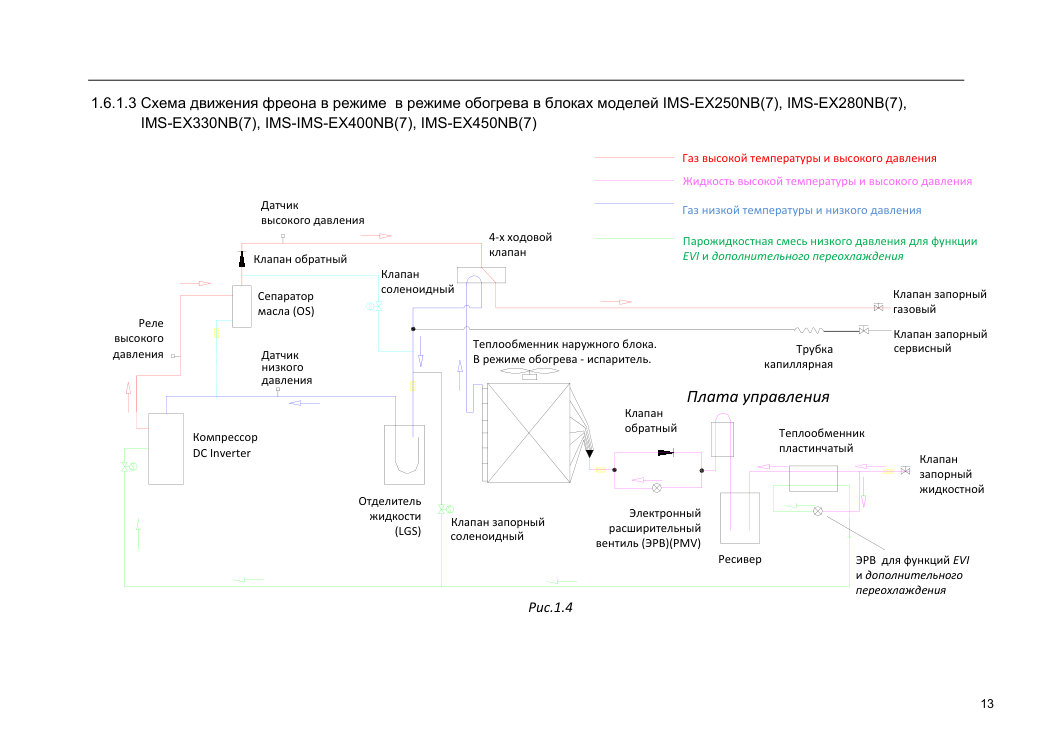 1.6.1.3 Схема движения фреона в режиме  в режиме обогрева в блоках моделей IMS-EX250NB(7), IMS-EX280NB(7),
IMS-EX330NB(7), IMS-IMS-EX400NB(7), IMS-EX450NB(7)
Газ высокой температуры и высокого давления
Жидкость высокой температуры и высокого давления
Газ низкой температуры и низкого давления
Парожидкостная смесь низкого давления для функции
EVI и дополнительного переохлаждения
Датчик
высокого давления
4-х ходовой
клапан
Клапан обратный
Клапан
соленоидный
Сепаратор
масла (OS)
Клапан запорный
газовый
Реле
высокого
давления
Клапан запорный
сервисный
Трубка
капиллярная
Теплообменник наружного блока.
В режиме обогрева - испаритель.
Датчик
низкого
давления
Плата управления
Клапан
обратный
Теплообменник
пластинчатый
Компрессор
DC Inverter
Клапан
запорный
жидкостной
Отделитель
жидкости
(LGS)
Клапан запорный
соленоидный
Электронный
расширительный
вентиль (ЭРВ)(PMV)
Ресивер
ЭРВ  для функций EVI
и дополнительного
переохлаждения
Рис.1.4
13